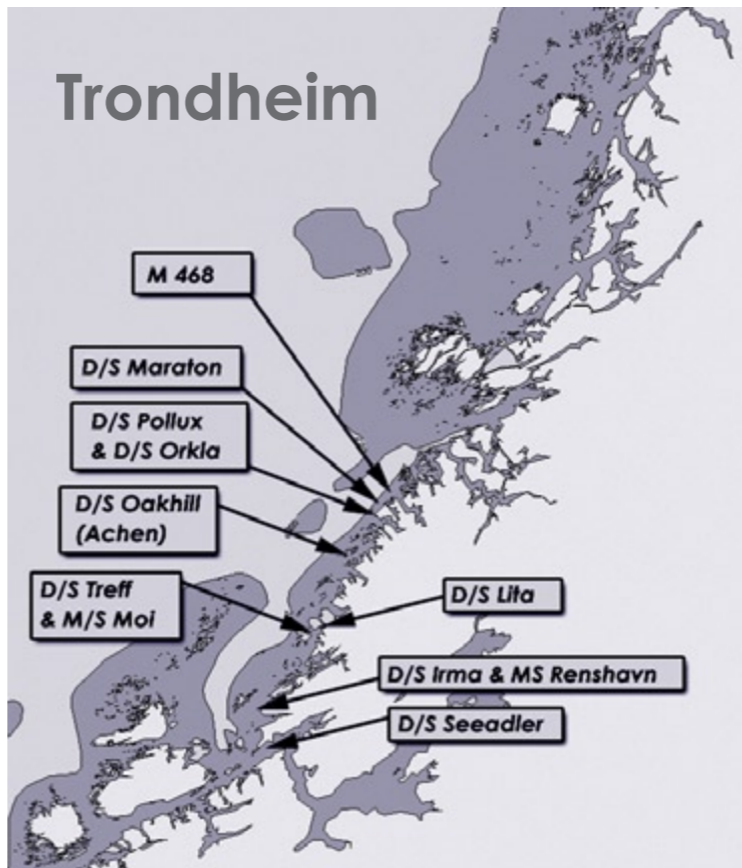 Trondheim
M 468
D/S Maraton
D/S Pollux
& D/S Orkla
D/S Oakhill
(Achen)
D/S Treff
& M/S Moi
D/S Lita
D/S Irma & MS Renshavn
D/S Seeadler